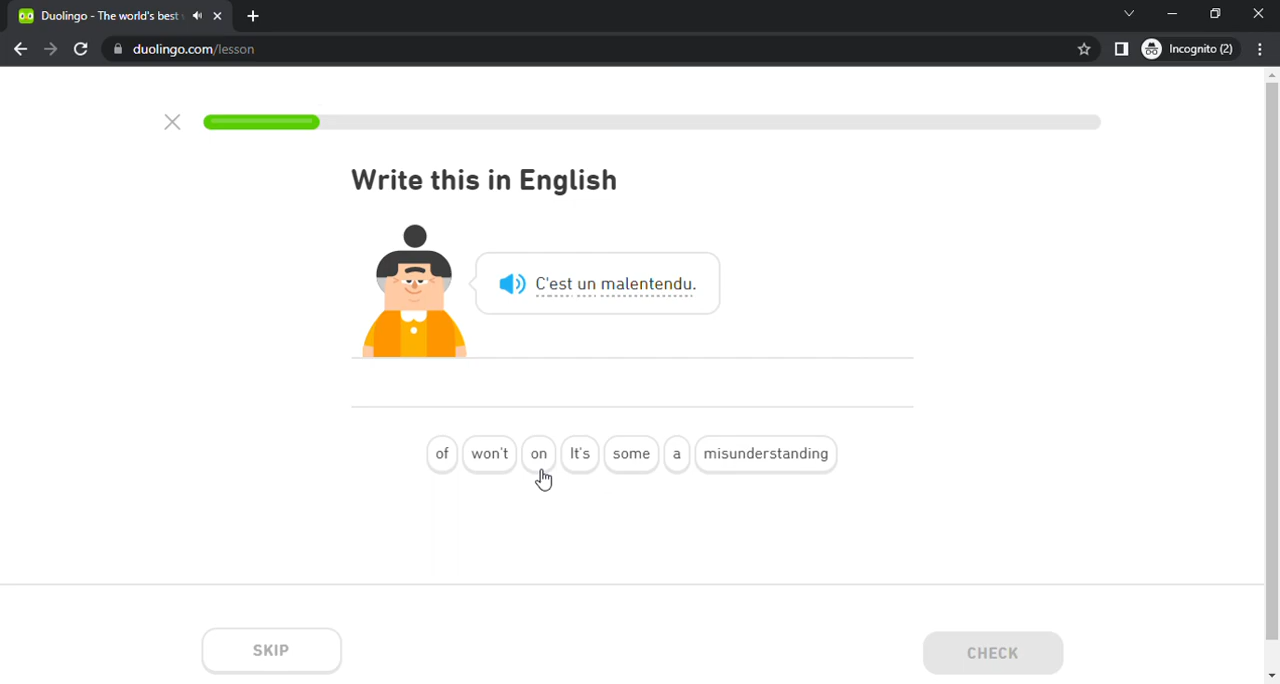 Duolingo - The world's best
duolingo.com/lesson
Incognito (2)
Write this in English
C'est un malentendu.
of won't on It's some a misunderstanding
SKIP CHECK